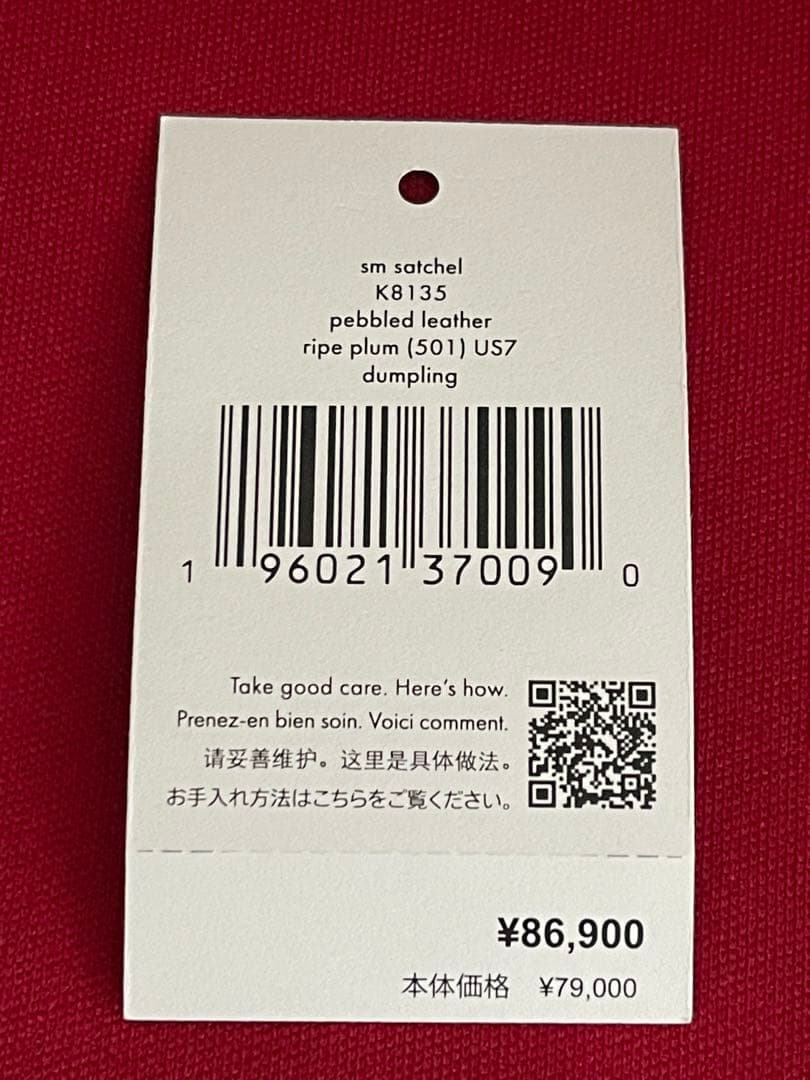 sm satchel
K8135
pebbled leather
ripe plum (501) US7
dumpling
1 96021 37009 0
Take good care. Here's how.
Prenez-en bien soin. Voici comment.
请妥善维护。这里是具体做法。
お手入れ方法はこちらをご覧ください。
¥86,900
本体価格 ¥79,000